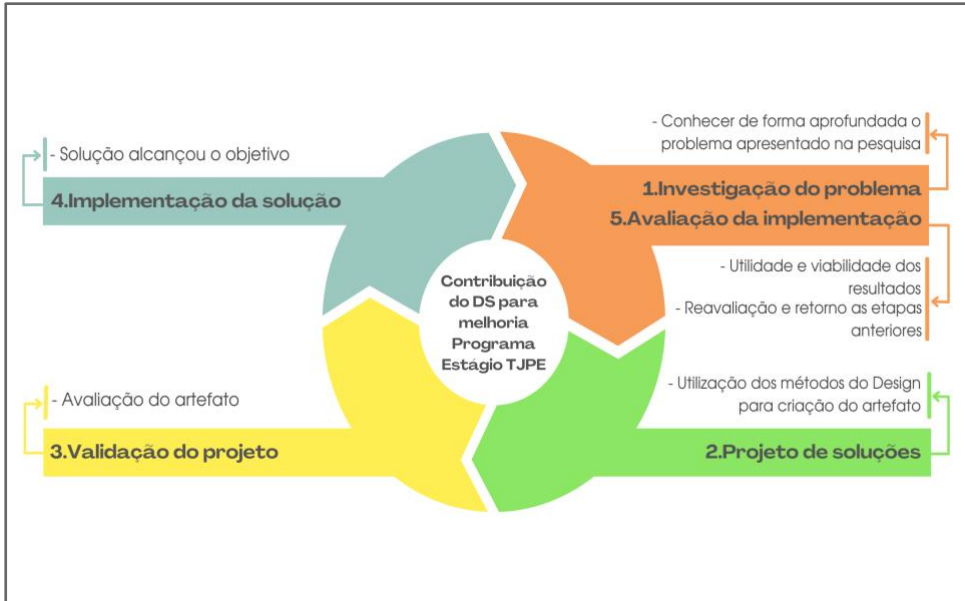 - Conhecer de forma aprofundada o
problema apresentado na pesquisa
1.Investigação do problema
5.Avaliação da implementação
- Utilidade e viabilidade dos
resultados
- Reavaliação e retorno as etapas
anteriores
- Utilização dos métodos do Design
para criação do artefato
2.Projeto de soluções
- Avaliação do artefato
3.Validação do projeto
- Solução alcançou o objetivo
4.Implementação da solução
Contribuição
do DS para
melhoria
Programa
Estágio TJPE